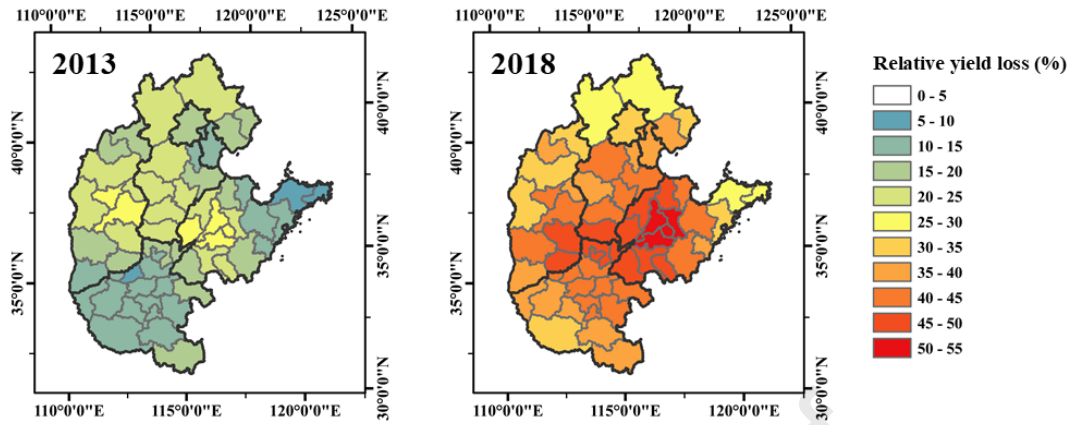 110°0'0"E 115°0'0"E 120°0'0"E 125°0'0"E
110°0'0"E 115°0'0"E 120°0'0"E 125°0'0"E
2013
2018
40°0'0"N
35°0'0"N
40°0'0"N
35°0'0"N
30°0'0"N
40°0'0"N
35°0'0"N
40°0'0"N
35°0'0"N
30°0'0"N
110°0'0"E 115°0'0"E 120°0'0"E
110°0'0"E 115°0'0"E 120°0'0"E
Relative yield loss (%)
0 - 5
5 - 10
10 - 15
15 - 20
20 - 25
25 - 30
30 - 35
35 - 40
40 - 45
45 - 50
50 - 55